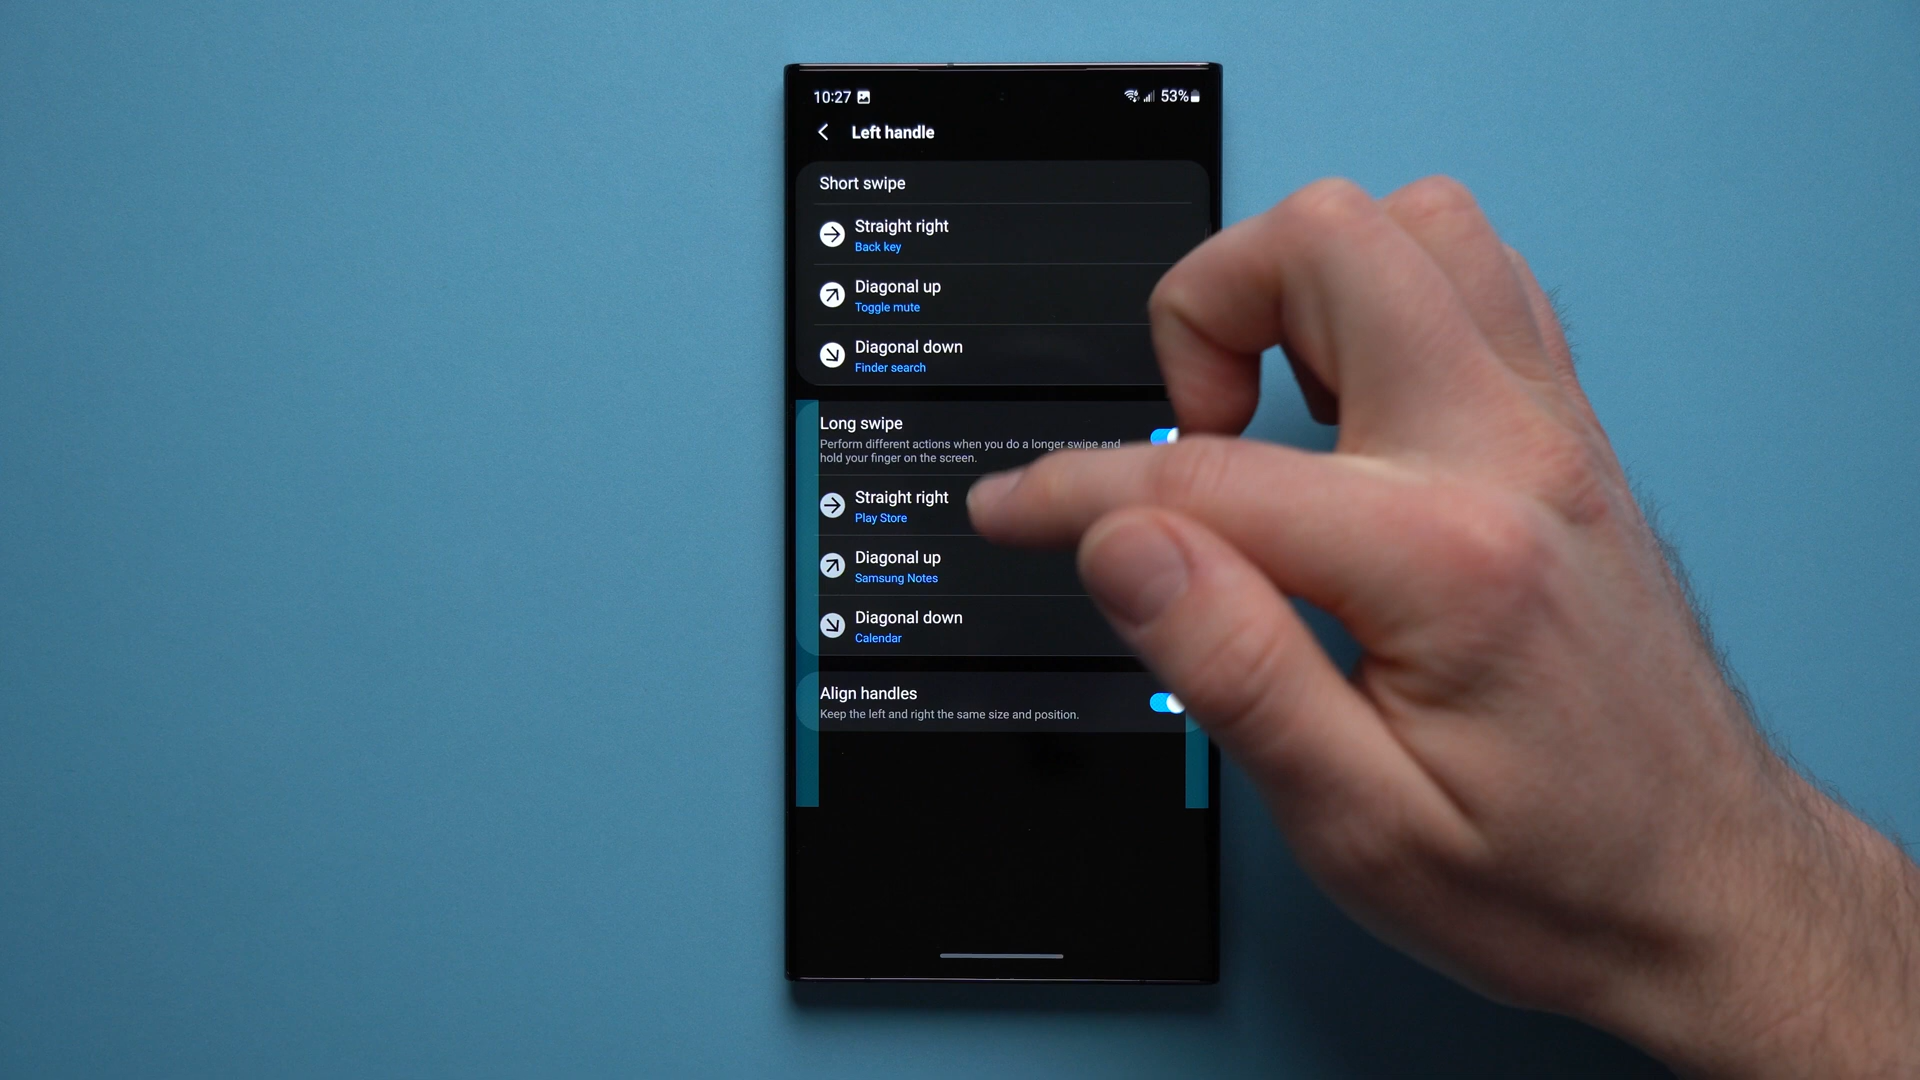 10:27
53%
Left handle
Short swipe
Straight right
Back key
Diagonal up
Toggle mute
Diagonal down
Finder search
Long swipe
Perform different actions when you do a longer swipe and
hold your finger on the screen.
Straight right
Play Store
Diagonal up
Samsung Notes
Diagonal down
Calendar
Align handles
Keep the left and right the same size and position.